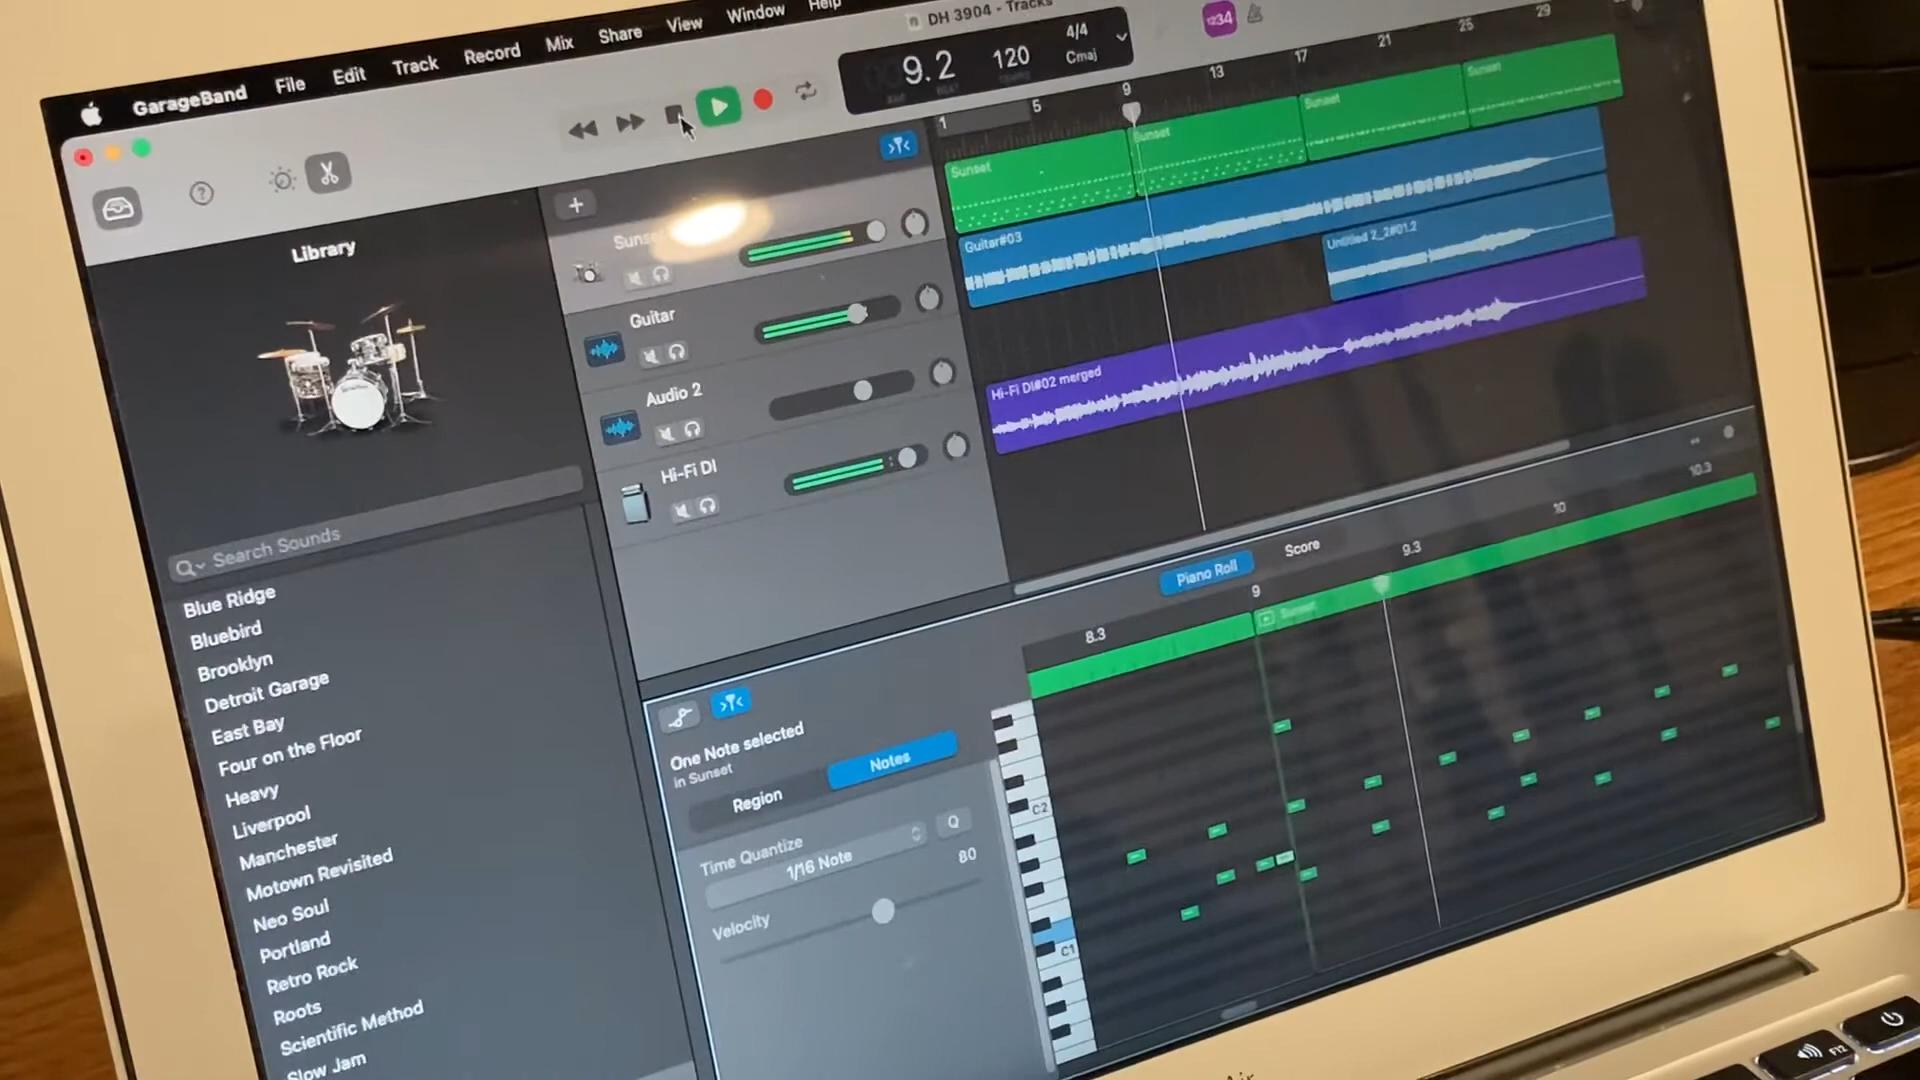 GarageBand File Edit Track Record Mix Share View Window Help
DH 3904 - Tracks
9.2 120 4/4 Cmaj
1234
1 5 9 13 17 21 25 29
Library
Search Sounds
Blue Ridge
Bluebird
Brooklyn
Detroit Garage
East Bay
Four on the Floor
Heavy
Liverpool
Manchester
Motown Revisited
Neo Soul
Portland
Retro Rock
Roots
Scientific Method
Slow Jam
Guitar
Audio 2
Hi-Fi DI
Sunset
Sunset
Sunset
Sunset
Guitar#03
Untitled 2_2#01.2
Hi-Fi DI#02 merged
Piano Roll Score
8.3 9 9.3 10 10.3
Sunset
One Note selected
in Sunset
Region Notes
Time Quantize
1/16 Note Q
Velocity 80
C2
C1
Air
F12